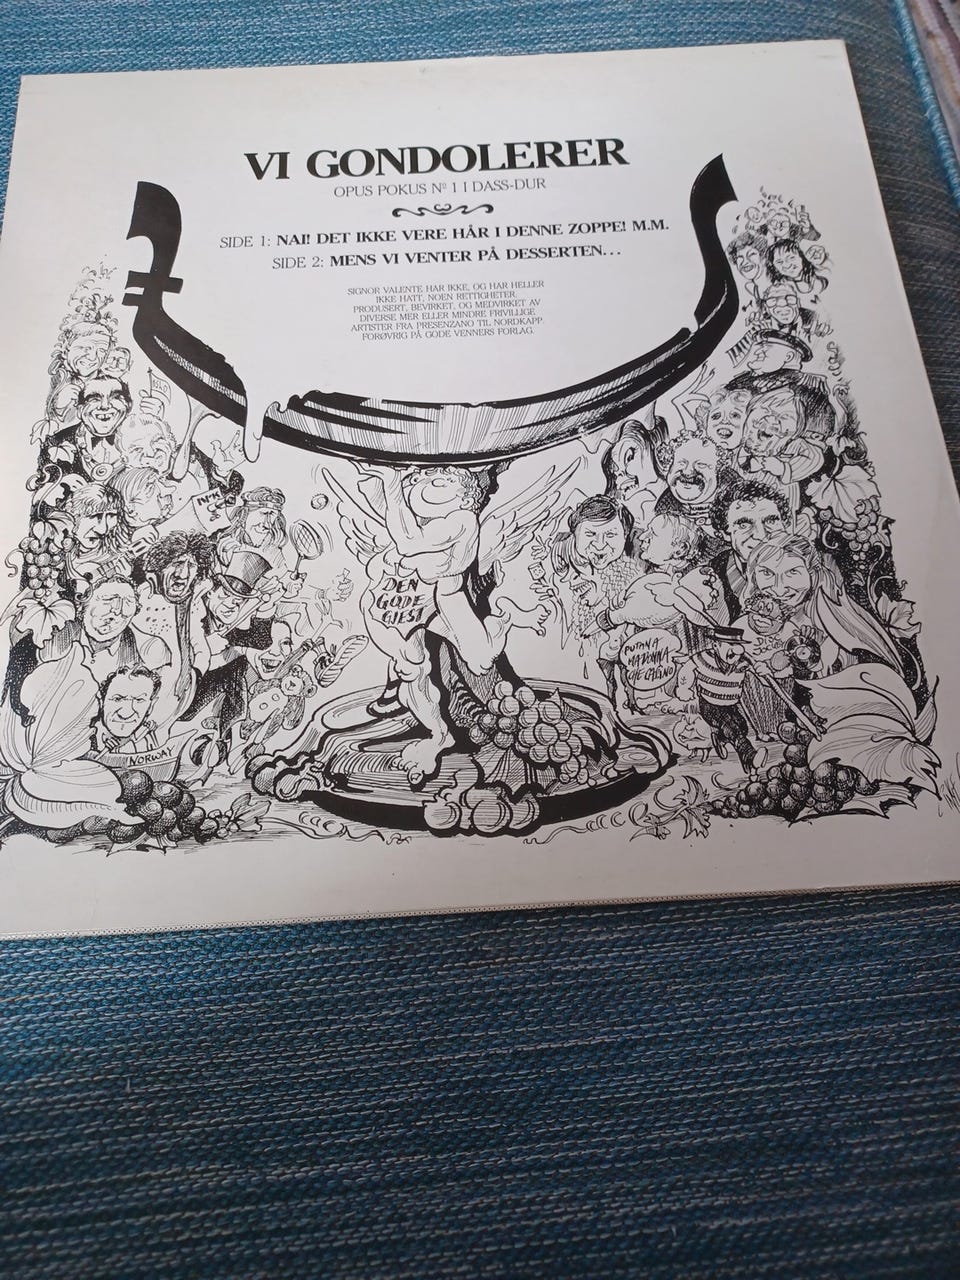 VI GONDOLERER
OPUS POKUS Nº 1 I DASS-DUR
SIDE 1: NAI! DET IKKE VERE HÅR I DENNE ZOPPE! M.M.
SIDE 2: MENS VI VENTER PÅ DESSERTEN...
SIGNOR VALENTE HAR IKKE, OG HAR HELLER
IKKE HATT, NOEN RETTIGHETER.
PRODUSERT, BEVIRKET, OG MEDVIRKET AV
DIVERSE MER ELLER MINDRE FRIVILLIGE
ARTISTER FRA PRESENZANO TIL NORDKAPP.
FORØVRIG PÅ GODE VENNERS FORLAG.
DEN
GODE
GJEST
PUTANA
MADONNA
CHE
NORWAY